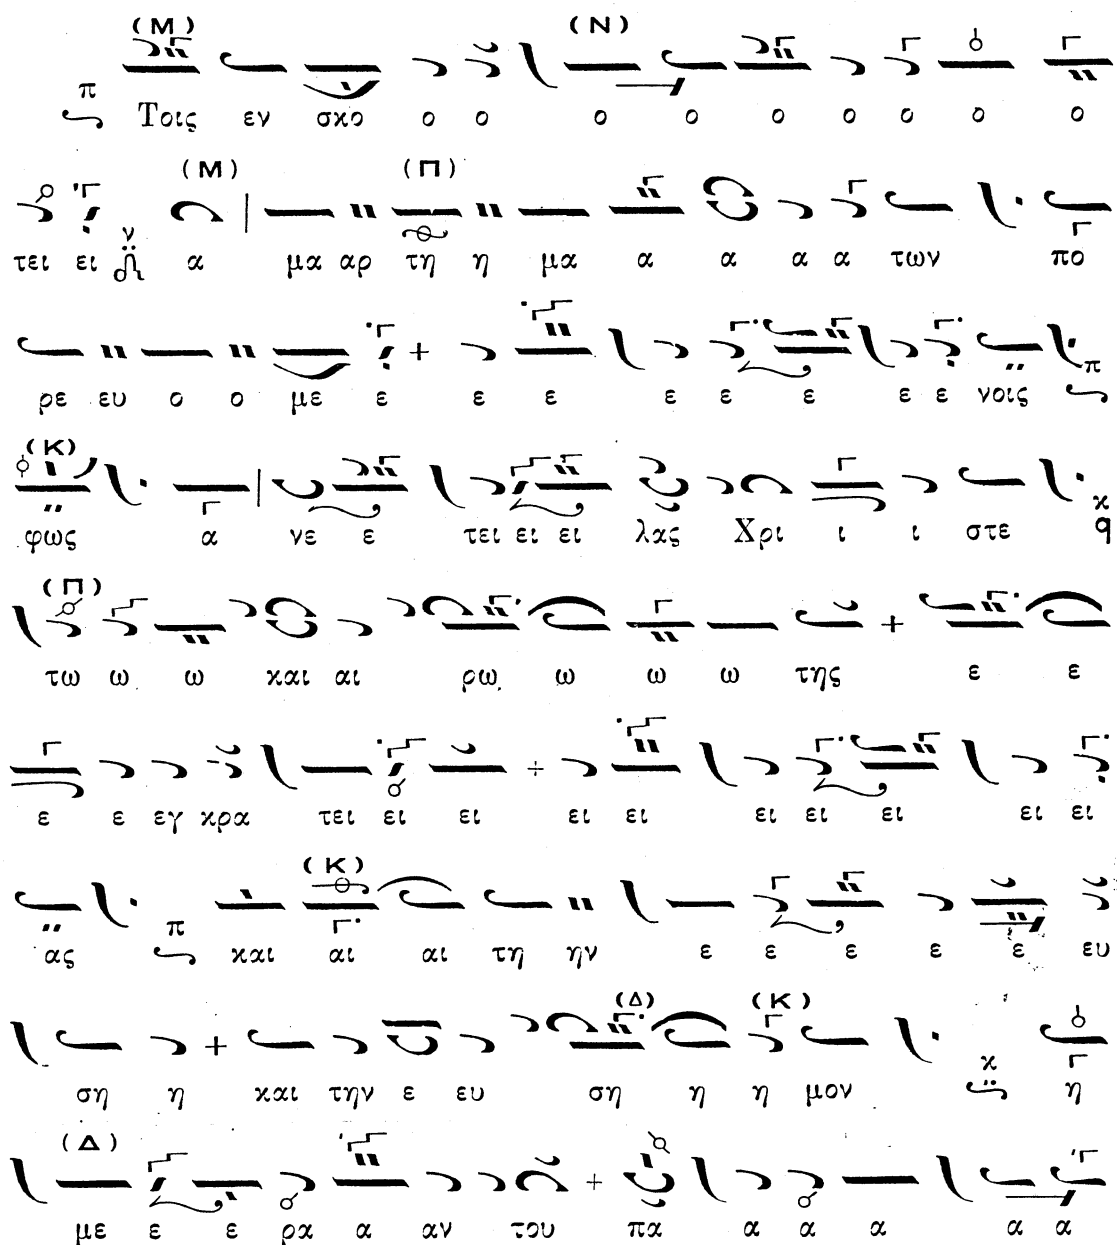 (Μ) (Ν)
π Τοις εν σκο ο ο ο ο ο ο ο ο ο
(Μ) (Π)
τει ει ν α μα αρ τη η μα α α α α των πο
ρε ευ ο ο με ε ε ε ε ε ε ε ε νοις π
(Κ)
φως α νε ε τει ει ει λας Χρι ι ι στε κ q
(Π)
τω ω ω και αι ρω ω ω ω της ε ε
ε ε εγ κρα τει ει ει ει ει ει ει ει ει ει
(Κ)
ας π και αι αι τη ην ε ε ε ε ε ευ
(Δ) (Κ)
ση η και την ε ευ ση η η μον κ η
(Δ)
με ε ε ρα α αν του πα α α α α α